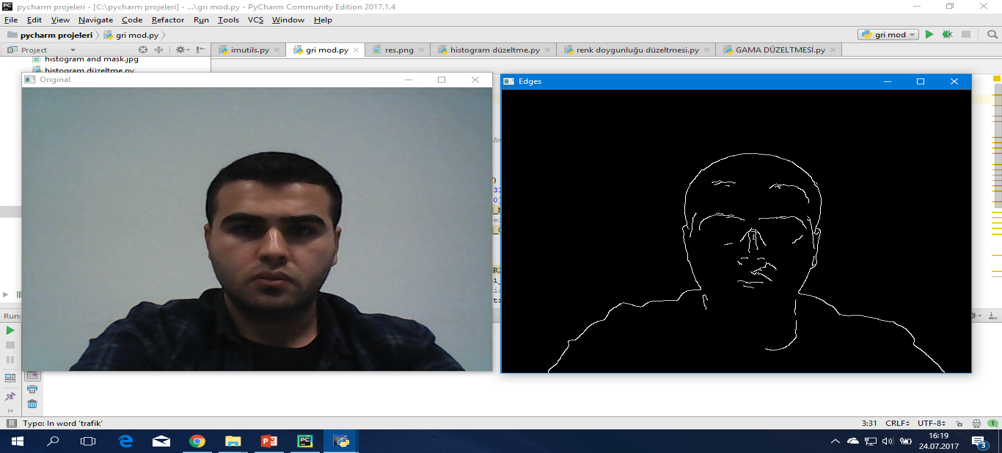 pycharm projeleri - [C:\pycharm projeleri] - ...\gri mod.py - PyCharm Community Edition 2017.1.4
File Edit View Navigate Code Refactor Run Tools VCS Window Help
pycharm projeleri gri mod.py
gri mod
Project
imutils.py gri mod.py res.png histogram düzeltme.py renk doygunluğu düzeltmesi.py GAMA DÜZELTMESİ.py
histogram and mask.jpg
histogram düzeltme.py
Original
Edges
Run:
Typo: In word 'trafik'
3:31 CRLF÷ UTF-8÷
16:19
24.07.2017
3